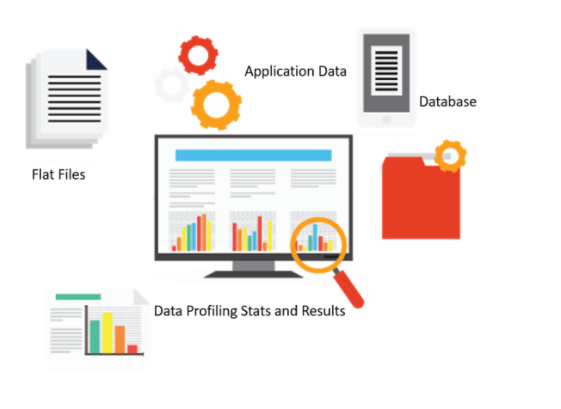 Application Data
Database
Flat Files
Data Profiling Stats and Results